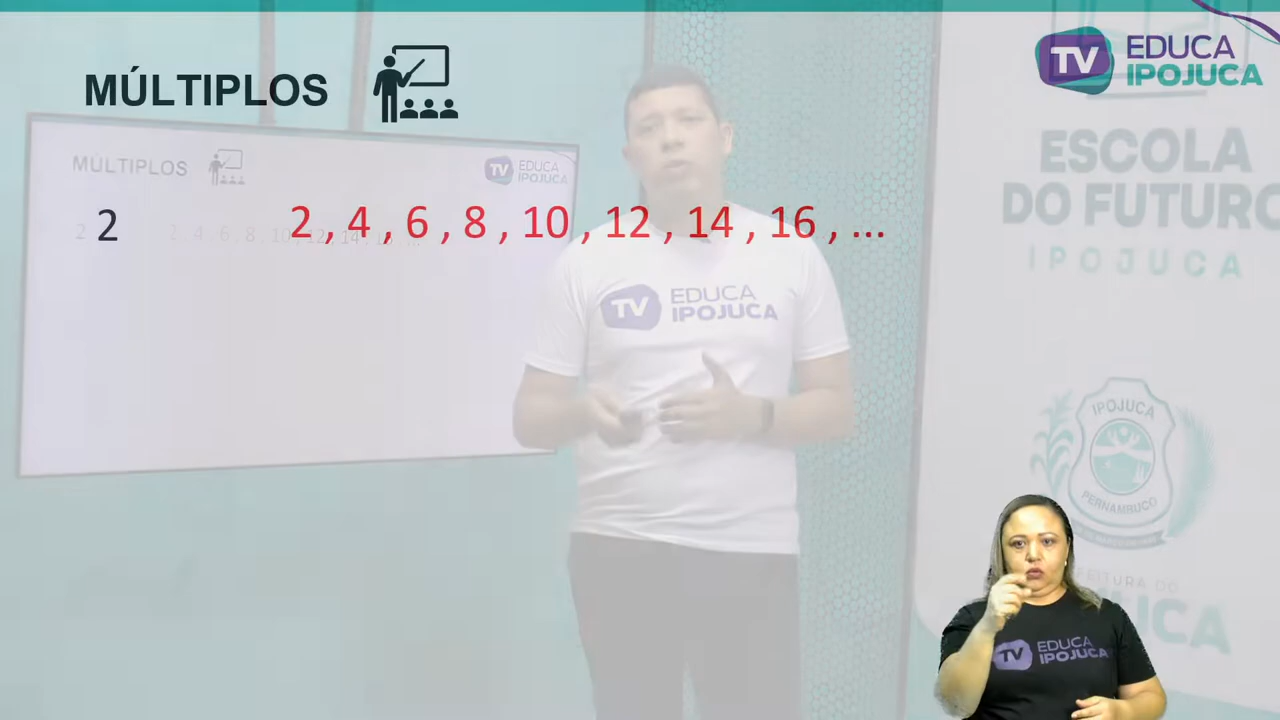 MÚLTIPLOS
TV EDUCA
IPOJUCA
2 2 , 4 , 6 , 8 , 10 , 12 , 14 , 16 , ...
MÚLTIPLOS
TV EDUCA
IPOJUCA
ESCOLA
DO FUTURO
IPOJUCA
TV EDUCA
IPOJUCA
IPOJUCA
PERNAMBUCO
TV EDUCA
IPOJUCA